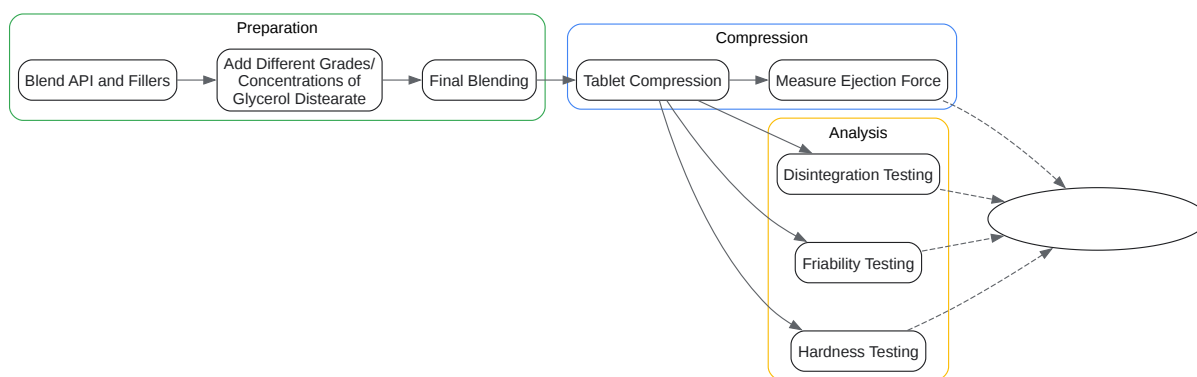 Preparation
Blend API and Fillers
Add Different Grades/
Concentrations of
Glycerol Distearate
Final Blending
Compression
Tablet Compression
Measure Ejection Force
Analysis
Disintegration Testing
Friability Testing
Hardness Testing